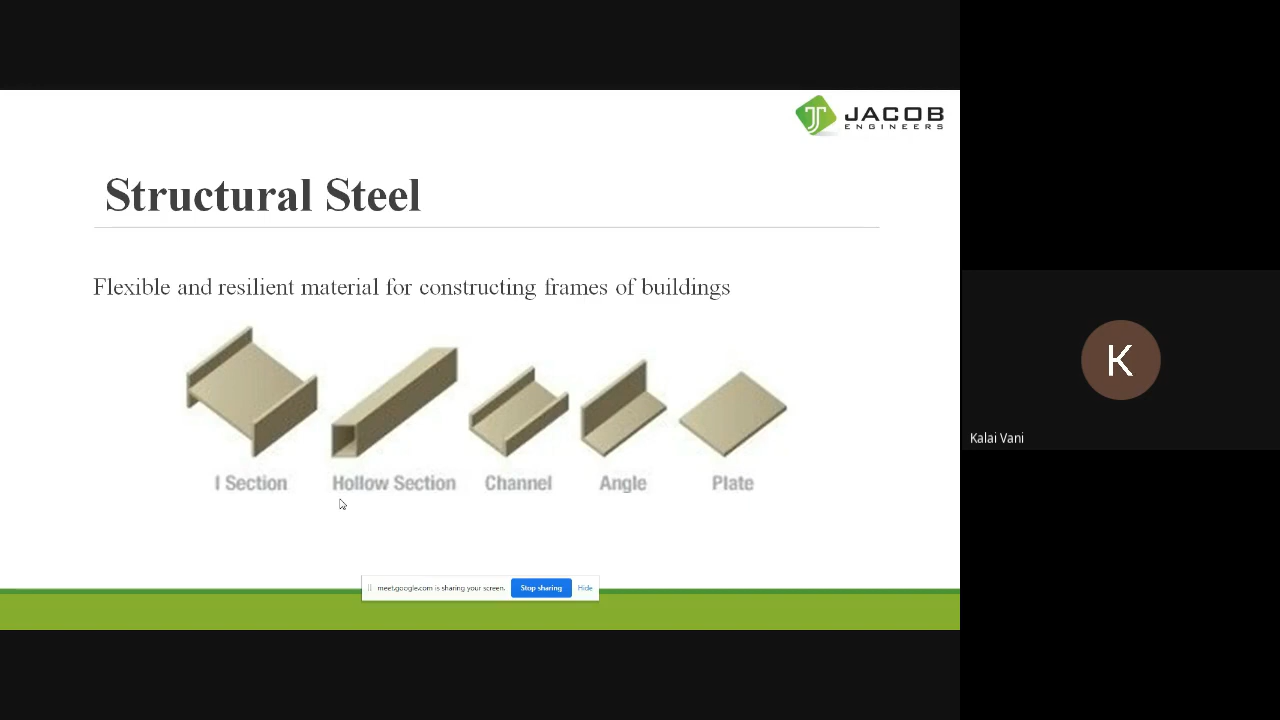 JACOB
ENGINEERS
Structural Steel
Flexible and resilient material for constructing frames of buildings
I Section Hollow Section Channel Angle Plate
meet.google.com is sharing your screen. Stop sharing Hide
K
Kalai Vani